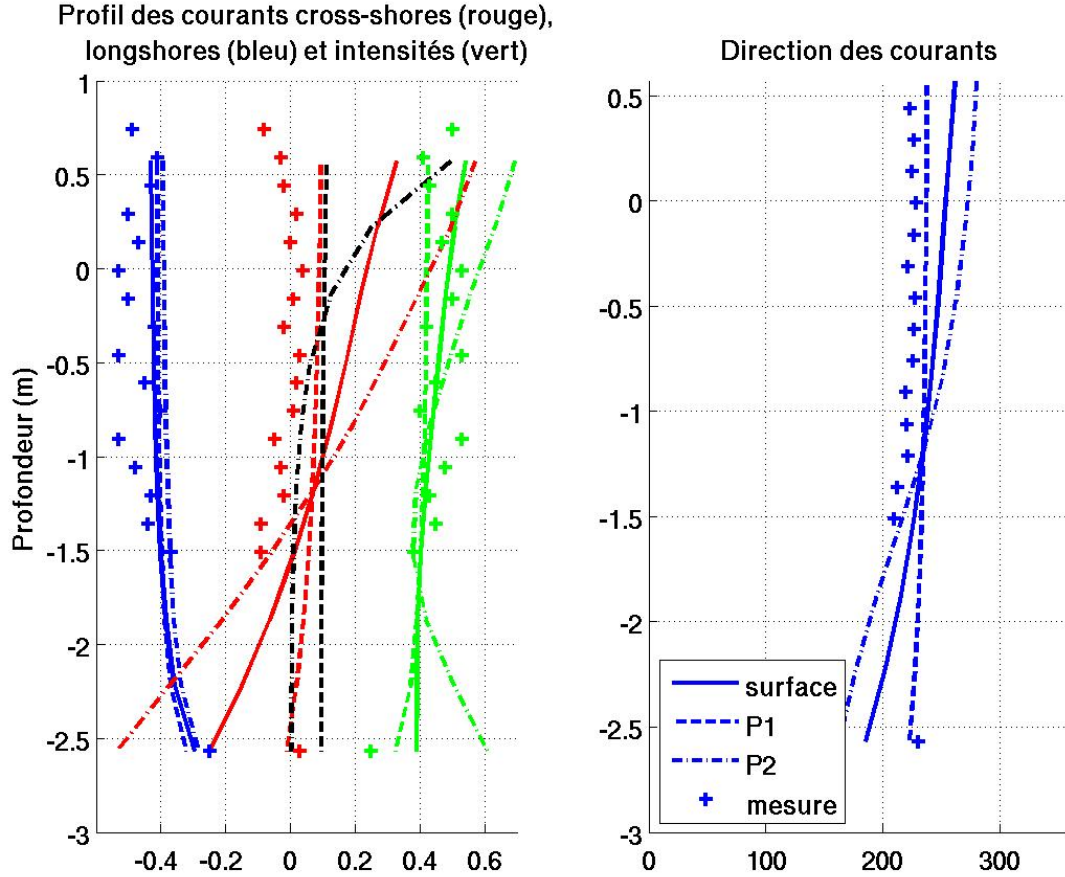 Profil des courants cross-shores (rouge),
longshores (bleu) et intensités (vert)
Direction des courants
1
0.5
0
-0.5
-1
-1.5
-2
-2.5
-3
Profondeur (m)
-0.4 -0.2 0 0.2 0.4 0.6
0.5
0
-0.5
-1
-1.5
-2
-2.5
-3
0 100 200 300
surface
P1
P2
mesure